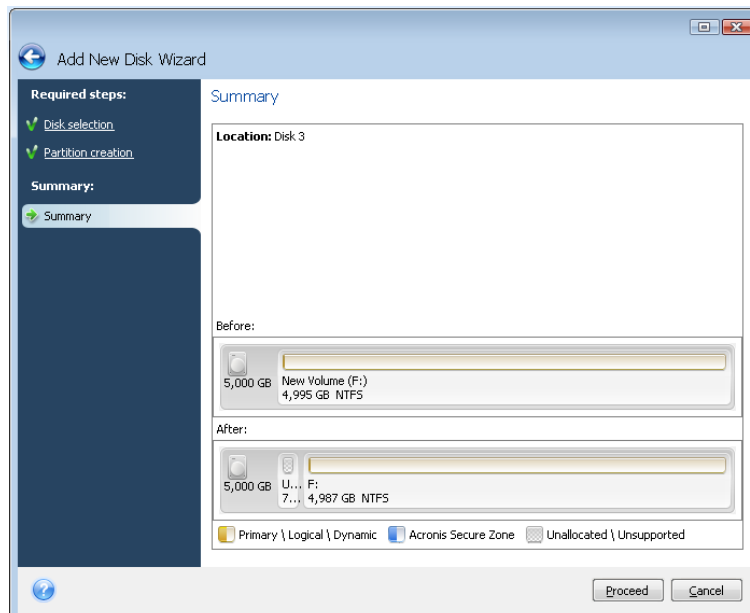 Add New Disk Wizard
Required steps:
Disk selection
Partition creation
Summary:
Summary
Summary
Location: Disk 3
Before:
5,000 GB
New Volume (F:)
4,995 GB NTFS
After:
5,000 GB
U... F:
7... 4,987 GB NTFS
Primary \ Logical \ Dynamic
Acronis Secure Zone
Unallocated \ Unsupported
?
Proceed
Cancel